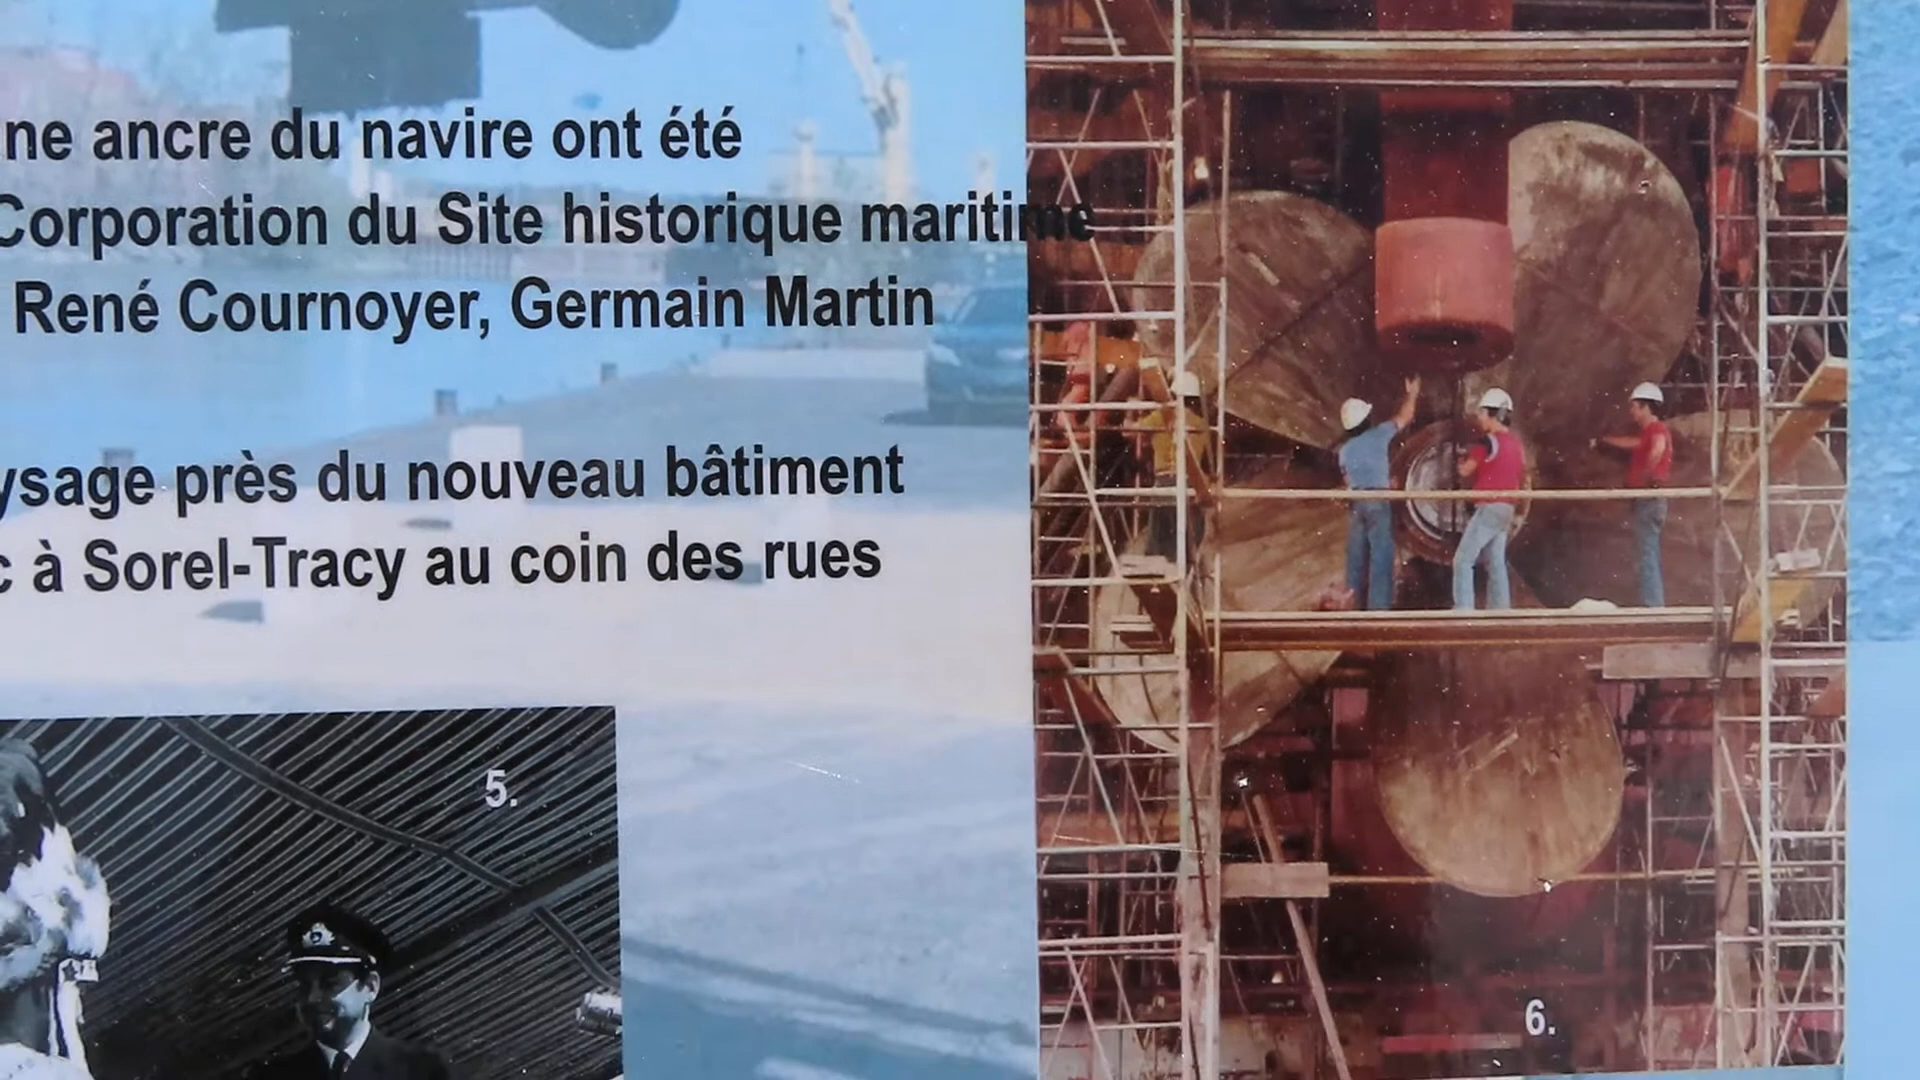 ne ancre du navire ont été
Corporation du Site historique maritime
René Cournoyer, Germain Martin
ysage près du nouveau bâtiment
c à Sorel-Tracy au coin des rues
5.
6.